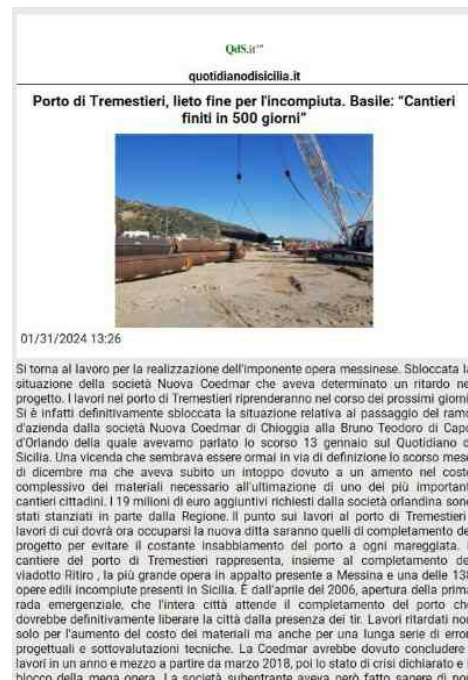 QdS.it
quotidianodisicilia.it
Porto di Tremestieri, lieto fine per l'incompiuta. Basile: “Cantieri
finiti in 500 giorni”
01/31/2024 13:26
Si torna al lavoro per la realizzazione dell'imponente opera messinese. Sbloccata la
situazione della società Nuova Coedmar che aveva determinato un ritardo nel
progetto. I lavori nel porto di Tremestieri riprenderanno nel corso dei prossimi giorni.
Si è infatti definitivamente sbloccata la situazione relativa al passaggio del ramo
d'azienda dalla società Nuova Coedmar di Chioggia alla Bruno Teodoro di Capo
d'Orlando della quale avevamo parlato lo scorso 13 gennaio sul Quotidiano di
Sicilia. Una vicenda che sembrava essere ormai in via di definizione lo scorso mese
di dicembre ma che aveva subito un intoppo dovuto a un amento nel costo
complessivo dei materiali necessario all'ultimazione di uno dei più importanti
cantieri cittadini. I 19 milioni di euro aggiuntivi richiesti dalla società orlandina sono
stati stanziati in parte dalla Regione. Il punto sui lavori al porto di Tremestieri I
lavori di cui dovrà ora occuparsi la nuova ditta saranno quelli di completamento del
progetto per evitare il costante insabbiamento del porto a ogni mareggiata. Il
cantiere del porto di Tremestieri rappresenta, insieme al completamento del
viadotto Ritiro , la più grande opera in appalto presente a Messina e una delle 138
opere edili incompiute presenti in Sicilia. È dall'aprile del 2006, apertura della prima
rada emergenziale, che l'intera città attende il completamento del porto che
dovrebbe definitivamente liberare la città dalla presenza dei tir. Lavori ritardati non
solo per l'aumento del costo dei materiali ma anche per una lunga serie di errori
progettuali e sottovalutazioni tecniche. La Coedmar avrebbe dovuto concludere i
lavori in un anno e mezzo a partire da marzo 2018, poi lo stato di crisi dichiarato e il
blocco della mega opera. La società subentrante aveva però fatto sapere di non